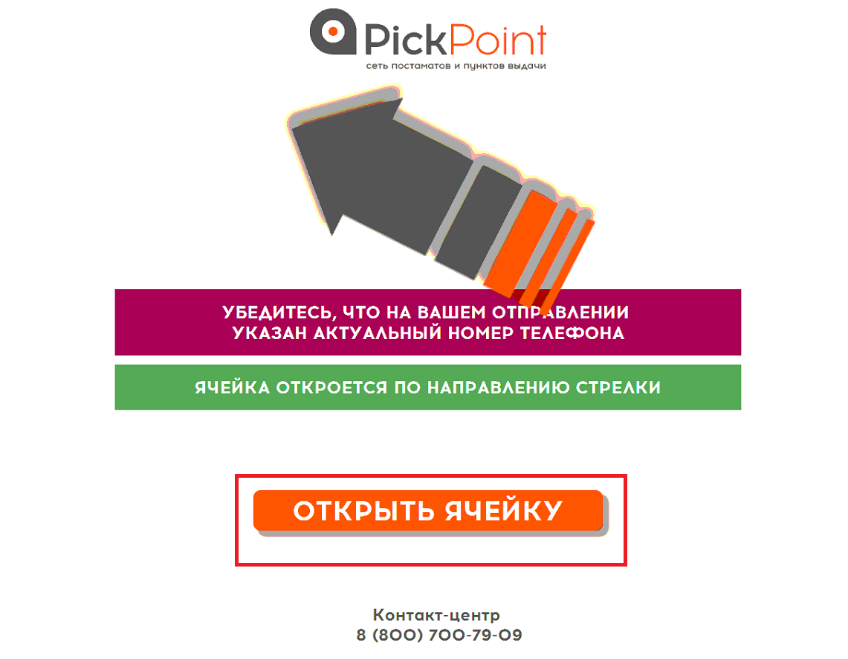 PickPoint
сеть постаматов и пунктов выдачи
УБЕДИТЕСЬ, ЧТО НА ВАШЕМ ОТПРАВЛЕНИИ
УКАЗАН АКТУАЛЬНЫЙ НОМЕР ТЕЛЕФОНА
ЯЧЕЙКА ОТКРОЕТСЯ ПО НАПРАВЛЕНИЮ СТРЕЛКИ
ОТКРЫТЬ ЯЧЕЙКУ
Контакт-центр
8 (800) 700-79-09